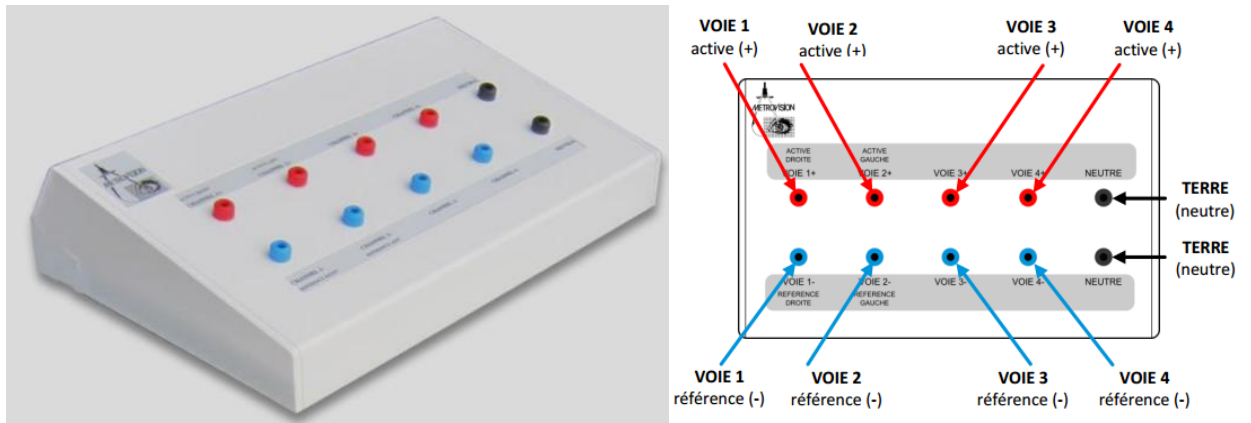 VOIE 1
active (+)
VOIE 2
active (+)
VOIE 3
active (+)
VOIE 4
active (+)
METROVISION
ACTIVE
DROITE
VOIE 1+
ACTIVE
GAUCHE
VOIE 2+
VOIE 3+
VOIE 4+
NEUTRE
TERRE
(neutre)
TERRE
(neutre)
VOIE 1-
REFERENCE
DROITE
VOIE 2-
REFERENCE
GAUCHE
VOIE 3-
VOIE 4-
NEUTRE
VOIE 1
référence (-)
VOIE 2
référence (-)
VOIE 3
référence (-)
VOIE 4
référence (-)